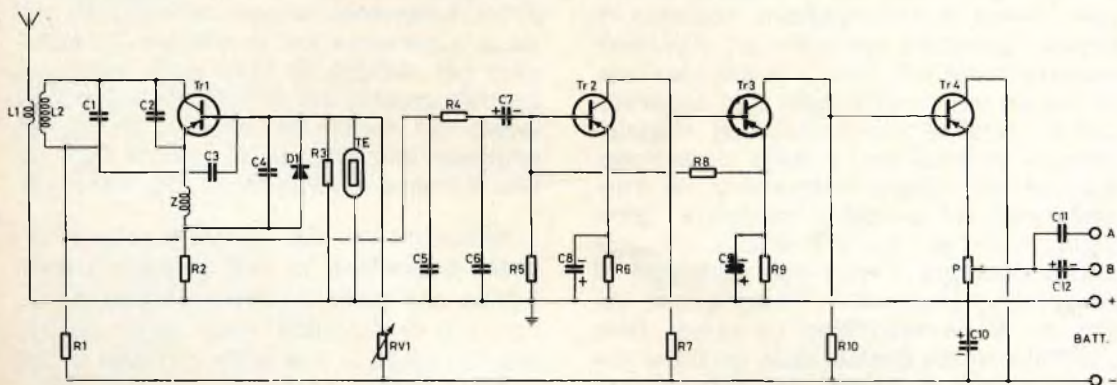 Tr1
Tr2
Tr3
Tr4
L1
L2
C1
C2
R4
C7
C3
C4
D1
R3
TE
R8
C11
A
Z
C5
C6
R5
C8
R6
C9
R9
P
B
C12
R2
+
BATT.
R1
RV1
R7
R10
C10
-